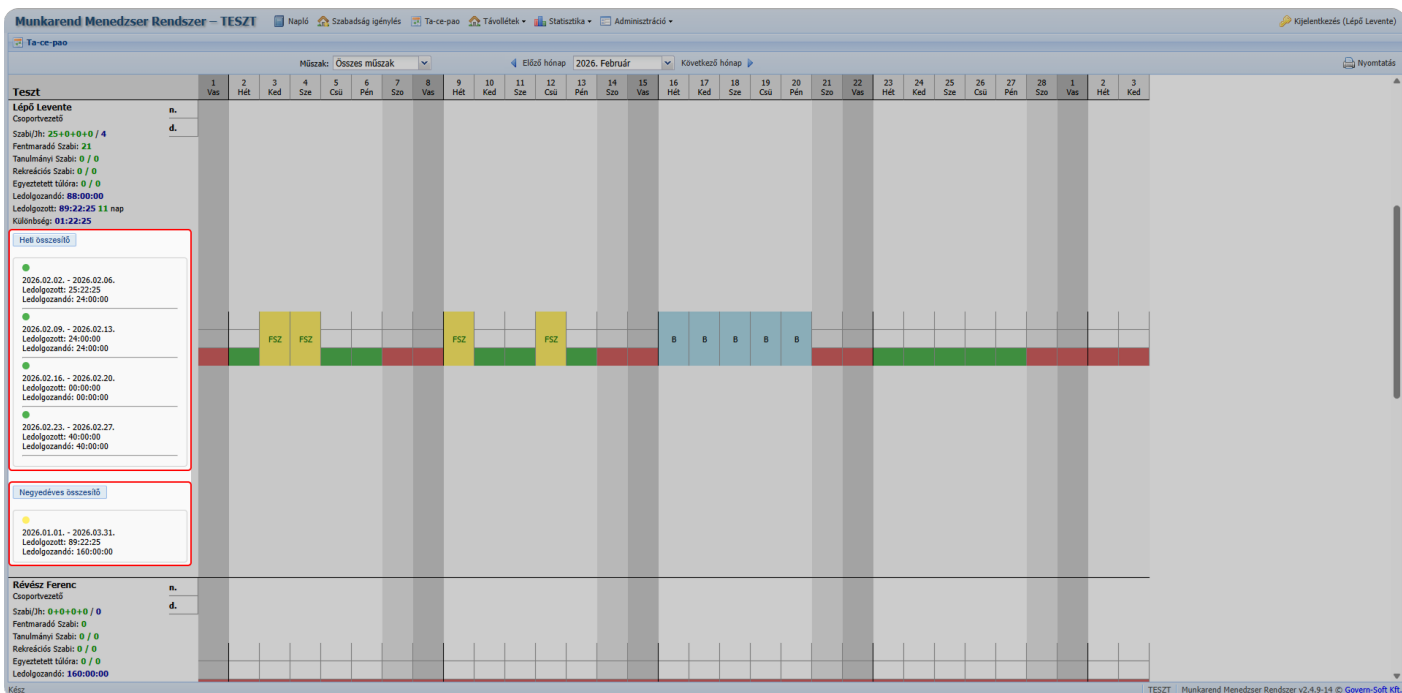 Munkarend Menedzser Rendszer – TESZT Napló Szabadság igénylés Ta-ce-pao Távollétek Statisztika Adminisztráció Kijelentkezés (Lépő Levente)
Ta-ce-pao
Műszak: Összes műszak Előző hónap 2026. Február Következő hónap Nyomtatás
1 2 3 4 5 6 7 8 9 10 11 12 13 14 15 16 17 18 19 20 21 22 23 24 25 26 27 28 1 2 3
Teszt Vas Hét Ked Sze Csü Pén Szo Vas Hét Ked Sze Csü Pén Szo Vas Hét Ked Sze Csü Pén Szo Vas Hét Ked Sze Csü Pén Szo Vas Hét Ked
Lépő Levente n.
Csoportvezető
Szabi/Jh: 25+0+0+0 / 4 d.
Fentmaradó Szabi: 21
Tanulmányi Szabi: 0 / 0
Rekreációs Szabi: 0 / 0
Egyeztetett túlóra: 0 / 0
Ledolgozandó: 88:00:00
Ledolgozott: 89:22:25 11 nap
Különbség: 01:22:25
Heti összesítő
2026.02.02. - 2026.02.06.
Ledolgozott: 25:22:25
Ledolgozandó: 24:00:00
2026.02.09. - 2026.02.13.
Ledolgozott: 24:00:00
Ledolgozandó: 24:00:00
FSZ FSZ FSZ FSZ B B B B B
2026.02.16. - 2026.02.20.
Ledolgozott: 00:00:00
Ledolgozandó: 00:00:00
2026.02.23. - 2026.02.27.
Ledolgozott: 40:00:00
Ledolgozandó: 40:00:00
Negyedéves összesítő
2026.01.01. - 2026.03.31.
Ledolgozott: 89:22:25
Ledolgozandó: 160:00:00
Révész Ferenc n.
Csoportvezető
Szabi/Jh: 0+0+0+0 / 0 d.
Fentmaradó Szabi: 0
Tanulmányi Szabi: 0 / 0
Rekreációs Szabi: 0 / 0
Egyeztetett túlóra: 0 / 0
Ledolgozandó: 160:00:00
Kész TESZT Munkarend Menedzser Rendszer v2.4.9-14 © Govern-Soft Kft.